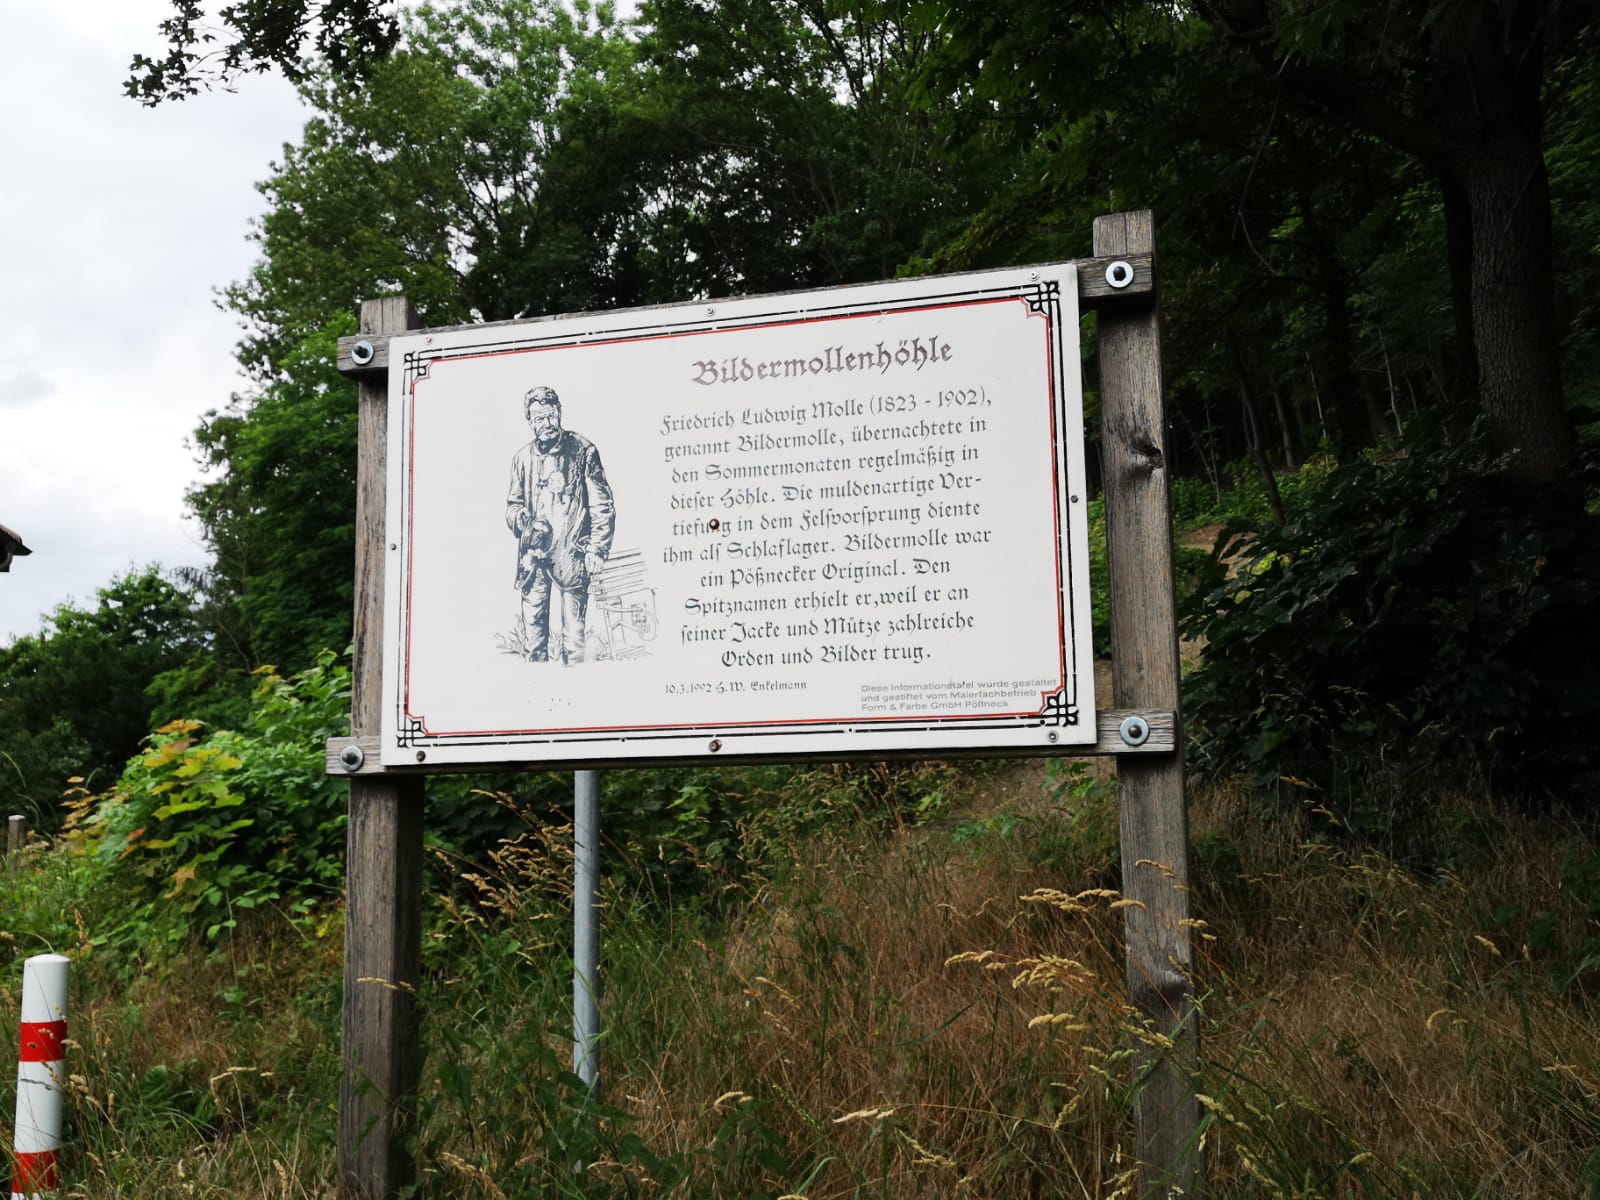 Bildermollenhöhle
Friedrich Ludwig Molle (1823 - 1902),
genannt Bildermolle, übernachtete in
den Sommermonaten regelmäßig in
dieſer Höhle. Die muldenartige Ver-
tiefung in dem Felſvorſprung diente
ihm alſ Schlaflager. Bildermolle war
ein Pößnecker Original. Den
Spitznamen erhielt er,weil er an
ſeiner Jacke und Mütze zahlreiche
Orden und Bilder trug.
10.3.1992 H.W. Enkelmann
Diese Informationstafel wurde gestaltet
und gestiftet vom Malerfachbetrieb
Form & Farbe GmbH Pößneck